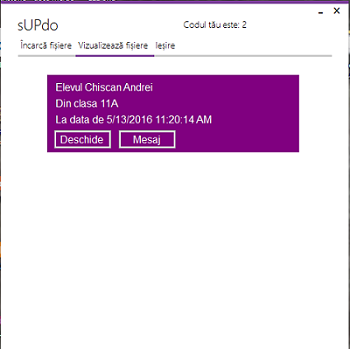 sUPdo
Codul tău este: 2
Încarcă fișiere Vizualizează fișiere Ieșire
Elevul Chiscan Andrei
Din clasa 11A
La data de 5/13/2016 11:20:14 AM
Deschide Mesaj